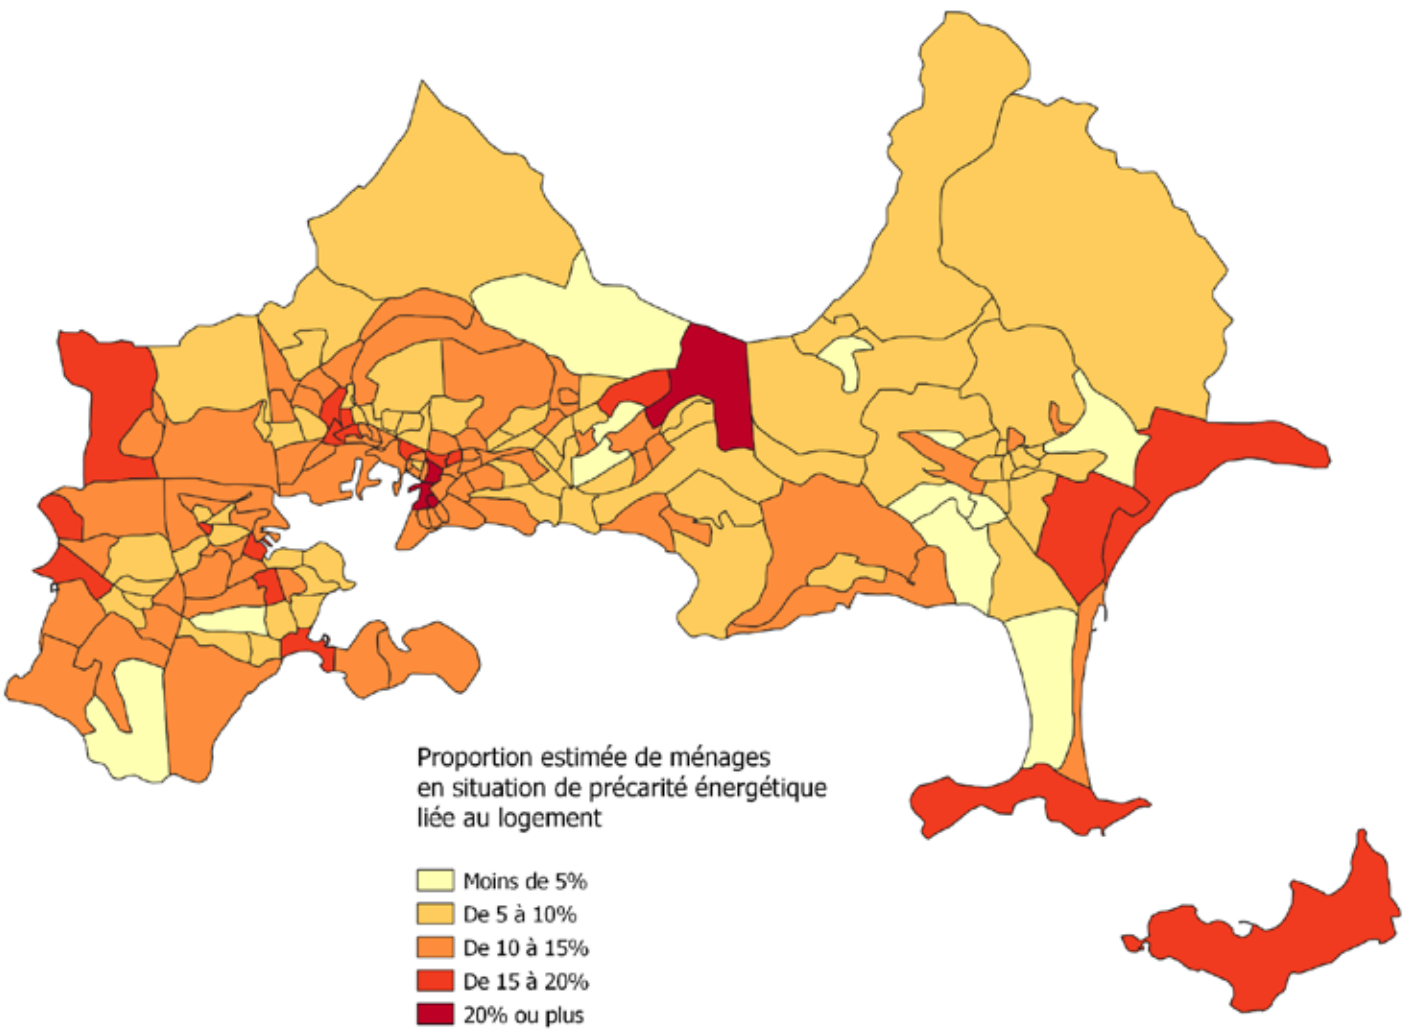 Proportion estimée de ménages
en situation de précarité énergétique
liée au logement
Moins de 5%
De 5 à 10%
De 10 à 15%
De 15 à 20%
20% ou plus